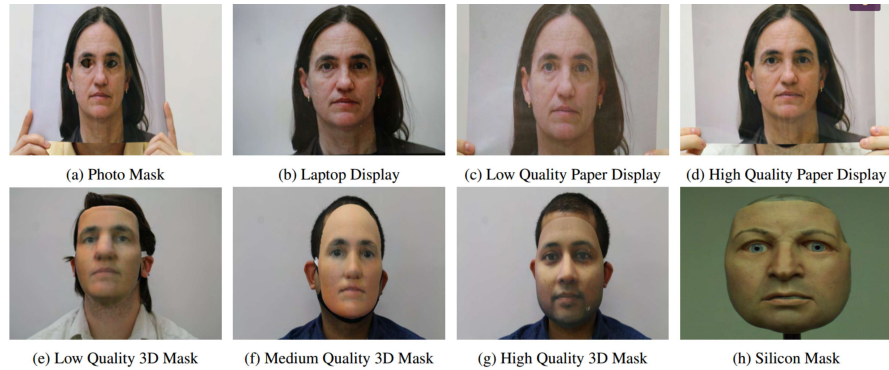 (a) Photo Mask
(b) Laptop Display
(c) Low Quality Paper Display
(d) High Quality Paper Display
(e) Low Quality 3D Mask
(f) Medium Quality 3D Mask
(g) High Quality 3D Mask
(h) Silicon Mask